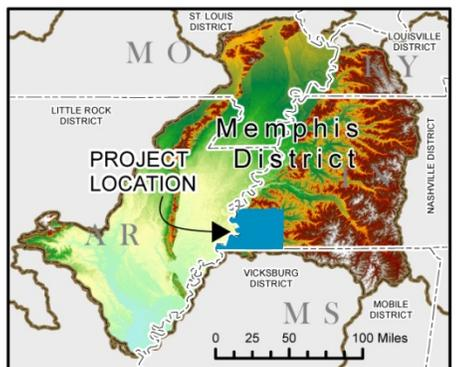 ST LOUIS
DISTRICT
MO
LOUISVILLE
DISTRICT
KY
LITTLE ROCK
DISTRICT
Memphis
District
NASHVILLE DISTRICT
PROJECT
LOCATION
TN
AR
VICKSBURG
DISTRICT
MS
MOBILE
DISTRICT
0 25 50 100 Miles